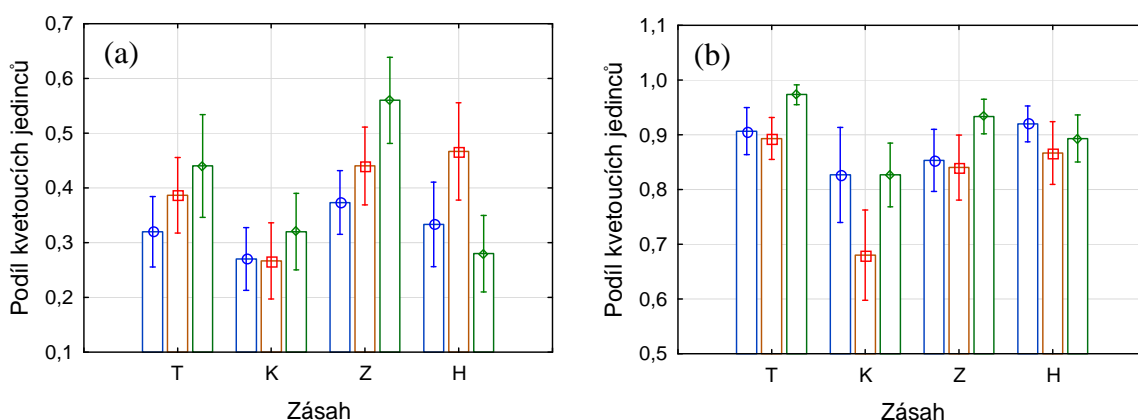 (a)
Podíl kvetoucích jedinců
0,7
0,6
0,5
0,4
0,3
0,2
0,1
T K Z H
Zásah
(b)
Podíl kvetoucích jedinců
1,1
1,0
0,9
0,8
0,7
0,6
0,5
T K Z H
Zásah